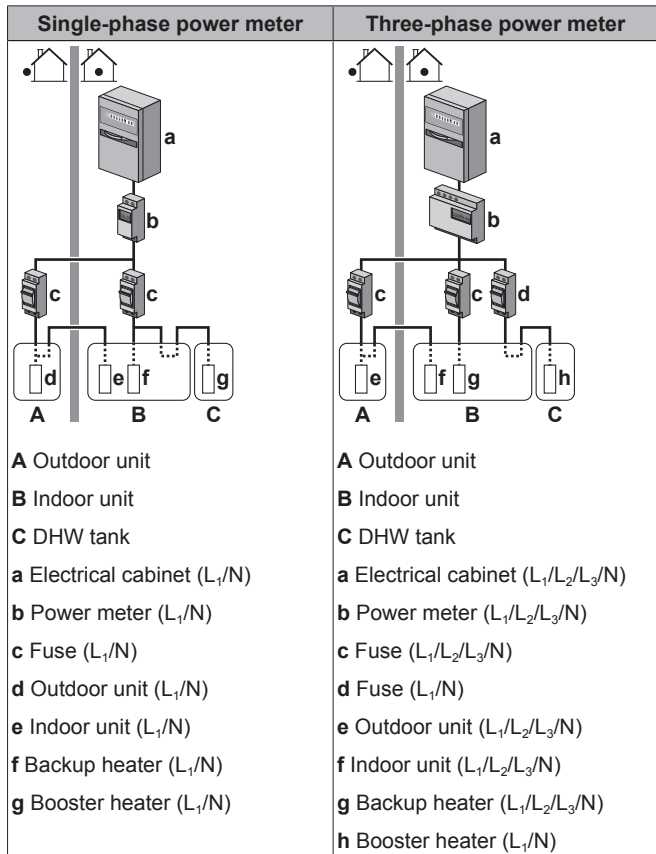 Single-phase power meter
Three-phase power meter
a
b
c
c
d
e
f
g
A
B
C
a
b
c
c
d
e
f
g
h
A
B
C
A Outdoor unit
B Indoor unit
C DHW tank
a Electrical cabinet (L₁/N)
b Power meter (L₁/N)
c Fuse (L₁/N)
d Outdoor unit (L₁/N)
e Indoor unit (L₁/N)
f Backup heater (L₁/N)
g Booster heater (L₁/N)
A Outdoor unit
B Indoor unit
C DHW tank
a Electrical cabinet (L₁/L₂/L₃/N)
b Power meter (L₁/L₂/L₃/N)
c Fuse (L₁/L₂/L₃/N)
d Fuse (L₁/N)
e Outdoor unit (L₁/L₂/L₃/N)
f Indoor unit (L₁/L₂/L₃/N)
g Backup heater (L₁/L₂/L₃/N)
h Booster heater (L₁/N)